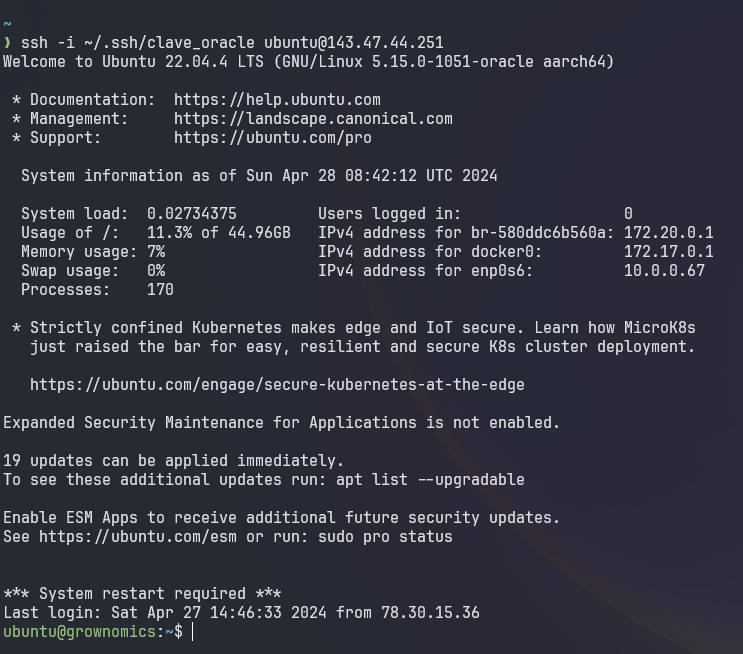 ~
❯ ssh -i ~/.ssh/clave_oracle ubuntu@143.47.44.251
Welcome to Ubuntu 22.04.4 LTS (GNU/Linux 5.15.0-1051-oracle aarch64)
* Documentation:  https://help.ubuntu.com
* Management:     https://landscape.canonical.com
* Support:        https://ubuntu.com/pro
System information as of Sun Apr 28 08:42:12 UTC 2024
System load:  0.02734375         Users logged in:                  0
Usage of /:   11.3% of 44.96GB   IPv4 address for br-580ddc6b560a: 172.20.0.1
Memory usage: 7%                 IPv4 address for docker0:         172.17.0.1
Swap usage:   0%                 IPv4 address for enp0s6:          10.0.0.67
Processes:    170
* Strictly confined Kubernetes makes edge and IoT secure. Learn how MicroK8s
just raised the bar for easy, resilient and secure K8s cluster deployment.
https://ubuntu.com/engage/secure-kubernetes-at-the-edge
Expanded Security Maintenance for Applications is not enabled.
19 updates can be applied immediately.
To see these additional updates run: apt list --upgradable
Enable ESM Apps to receive additional future security updates.
See https://ubuntu.com/esm or run: sudo pro status
*** System restart required ***
Last login: Sat Apr 27 14:46:33 2024 from 78.30.15.36
ubuntu@grownomics:~$